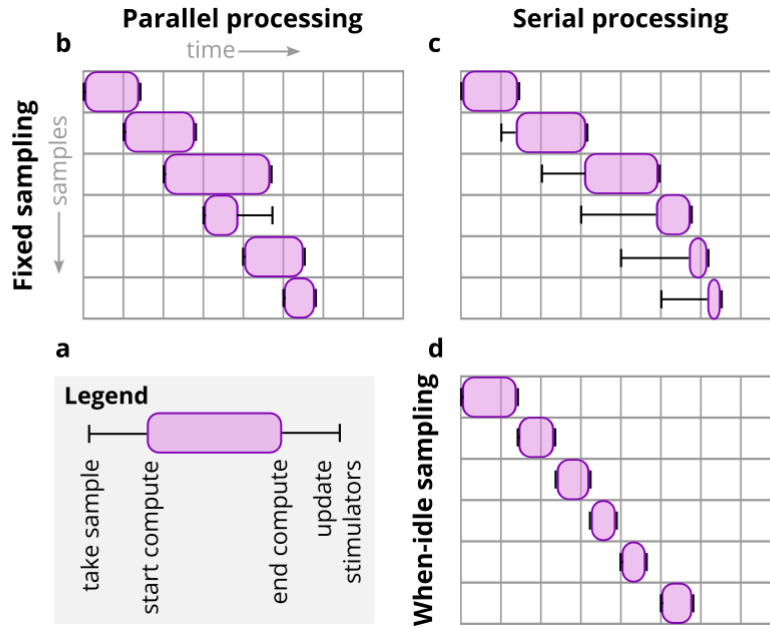 Parallel processing
Serial processing
b
time
c
Fixed sampling
samples
a
Legend
take sample
start compute
end compute
update
stimulators
d
When-idle sampling